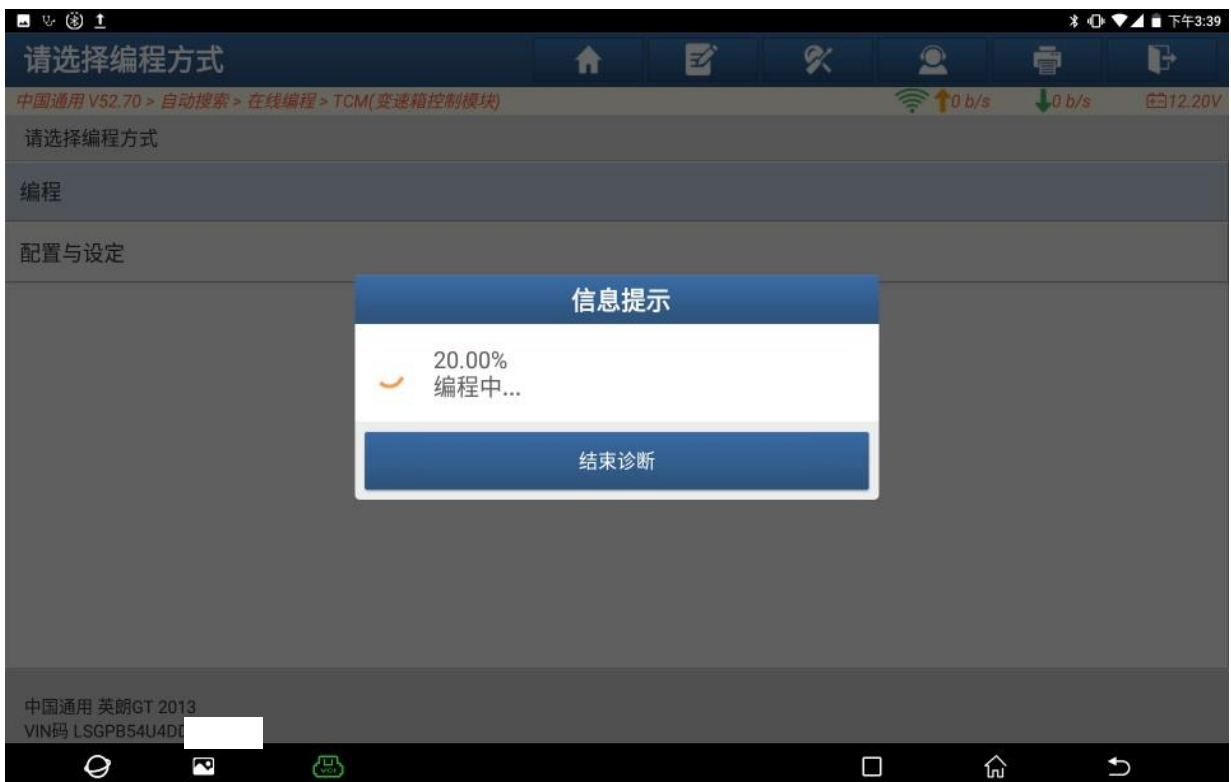 下午3:39
请选择编程方式
中国通用 V52.70 > 自动搜索 > 在线编程 > TCM(变速箱控制模块)
0 b/s
0 b/s
12.20V
请选择编程方式
编程
配置与设定
信息提示
20.00%
编程中...
结束诊断
中国通用 英朗GT 2013
VIN码 LSGPB54U4DD
VCI